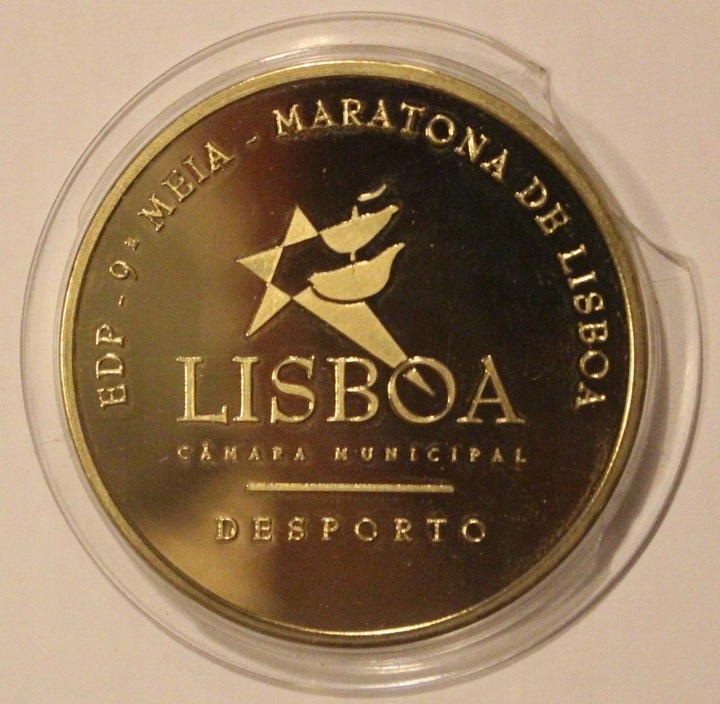 EDP - 9ª MEIA - MARATONA DE LISBOA
LISBOA
CÂMARA MUNICIPAL
DESPORTO